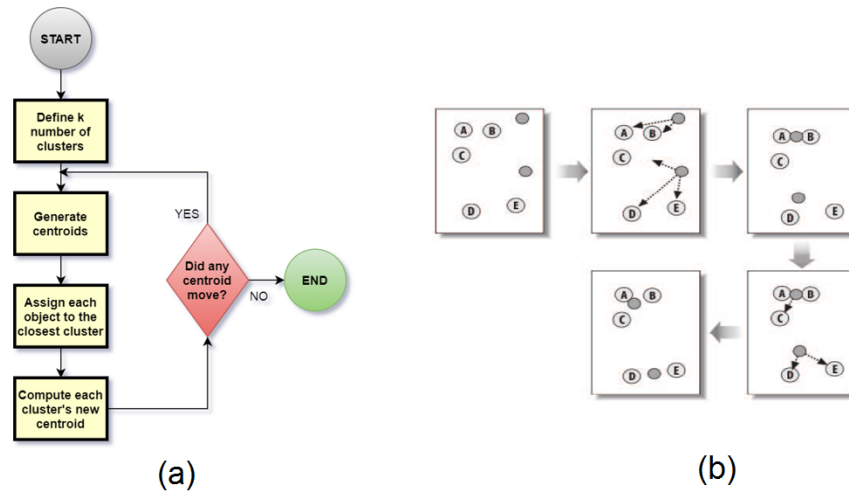 START
Define k
number of
clusters
Generate
centroids
Assign each
object to the
closest cluster
Compute each
cluster's new
centroid
YES
Did any
centroid
move?
NO
END
(a)
A B
C
D E
A B
C
D E
A B
C
D E
A B
C
D E
A B
C
D E
(b)